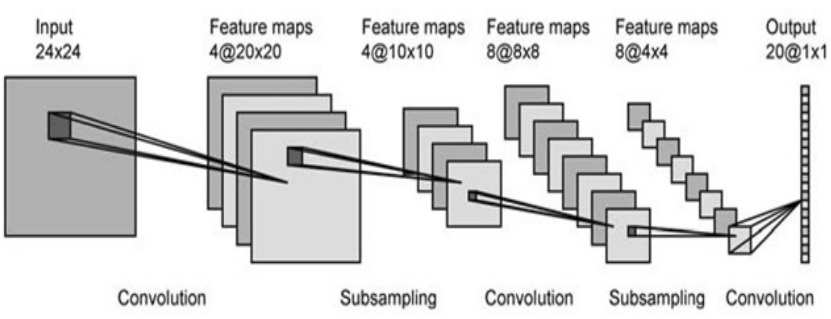 Input
24x24
Feature maps
4@20x20
Feature maps
4@10x10
Feature maps
8@8x8
Feature maps
8@4x4
Output
20@1x1
Convolution
Subsampling
Convolution
Subsampling
Convolution